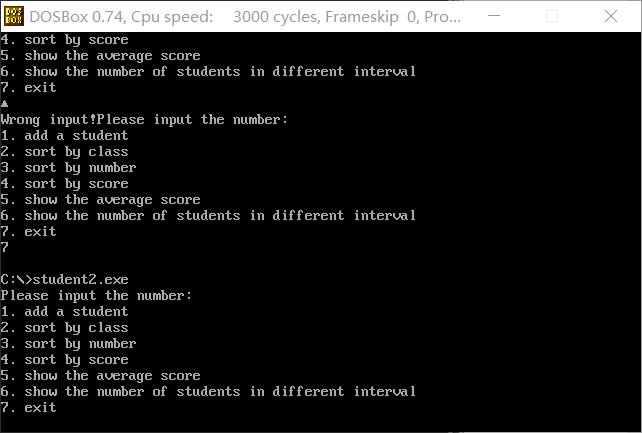 DOS
BOX
DOSBox 0.74, Cpu speed: 3000 cycles, Frameskip 0, Pro...
4. sort by score
5. show the average score
6. show the number of students in different interval
7. exit
▲
Wrong input!Please input the number:
1. add a student
2. sort by class
3. sort by number
4. sort by score
5. show the average score
6. show the number of students in different interval
7. exit
7
C:\>student2.exe
Please input the number:
1. add a student
2. sort by class
3. sort by number
4. sort by score
5. show the average score
6. show the number of students in different interval
7. exit